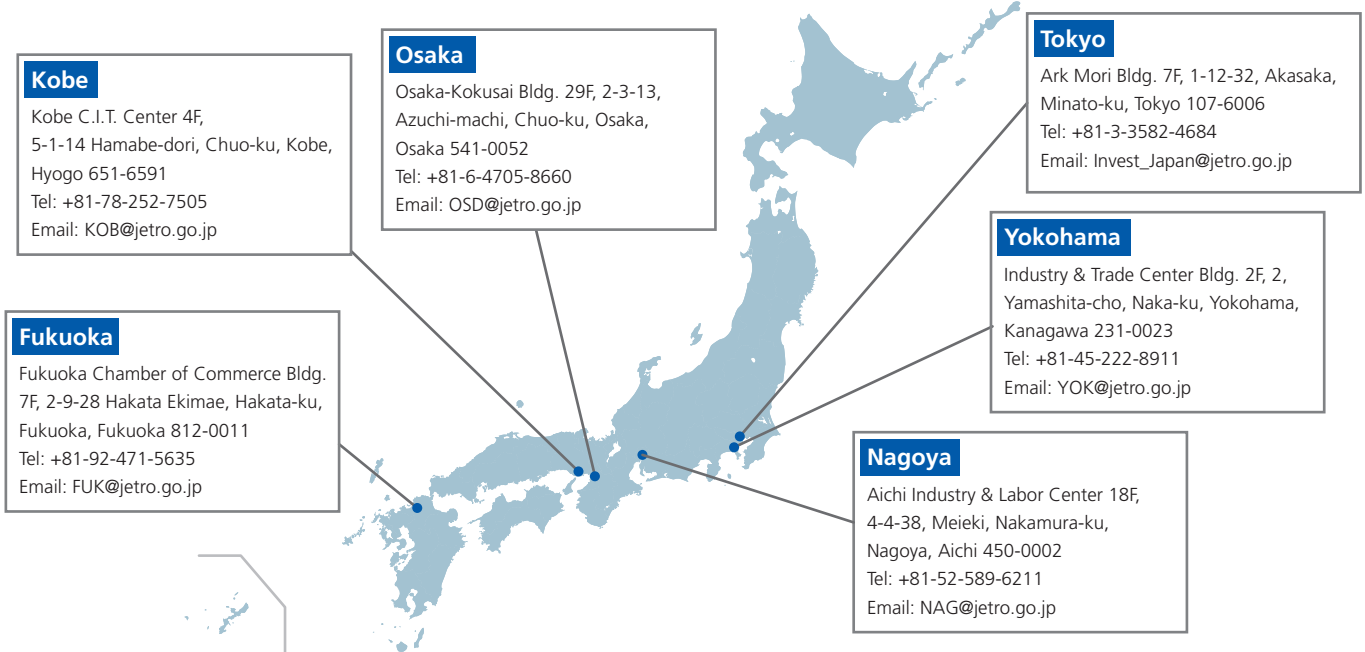 Kobe
Kobe C.I.T. Center 4F,
5-1-14 Hamabe-dori, Chuo-ku, Kobe,
Hyogo 651-6591
Tel: +81-78-252-7505
Email: KOB@jetro.go.jp
Osaka
Osaka-Kokusai Bldg. 29F, 2-3-13,
Azuchi-machi, Chuo-ku, Osaka,
Osaka 541-0052
Tel: +81-6-4705-8660
Email: OSD@jetro.go.jp
Tokyo
Ark Mori Bldg. 7F, 1-12-32, Akasaka,
Minato-ku, Tokyo 107-6006
Tel: +81-3-3582-4684
Email: Invest_Japan@jetro.go.jp
Yokohama
Industry & Trade Center Bldg. 2F, 2,
Yamashita-cho, Naka-ku, Yokohama,
Kanagawa 231-0023
Tel: +81-45-222-8911
Email: YOK@jetro.go.jp
Fukuoka
Fukuoka Chamber of Commerce Bldg.
7F, 2-9-28 Hakata Ekimae, Hakata-ku,
Fukuoka, Fukuoka 812-0011
Tel: +81-92-471-5635
Email: FUK@jetro.go.jp
Nagoya
Aichi Industry & Labor Center 18F,
4-4-38, Meieki, Nakamura-ku,
Nagoya, Aichi 450-0002
Tel: +81-52-589-6211
Email: NAG@jetro.go.jp